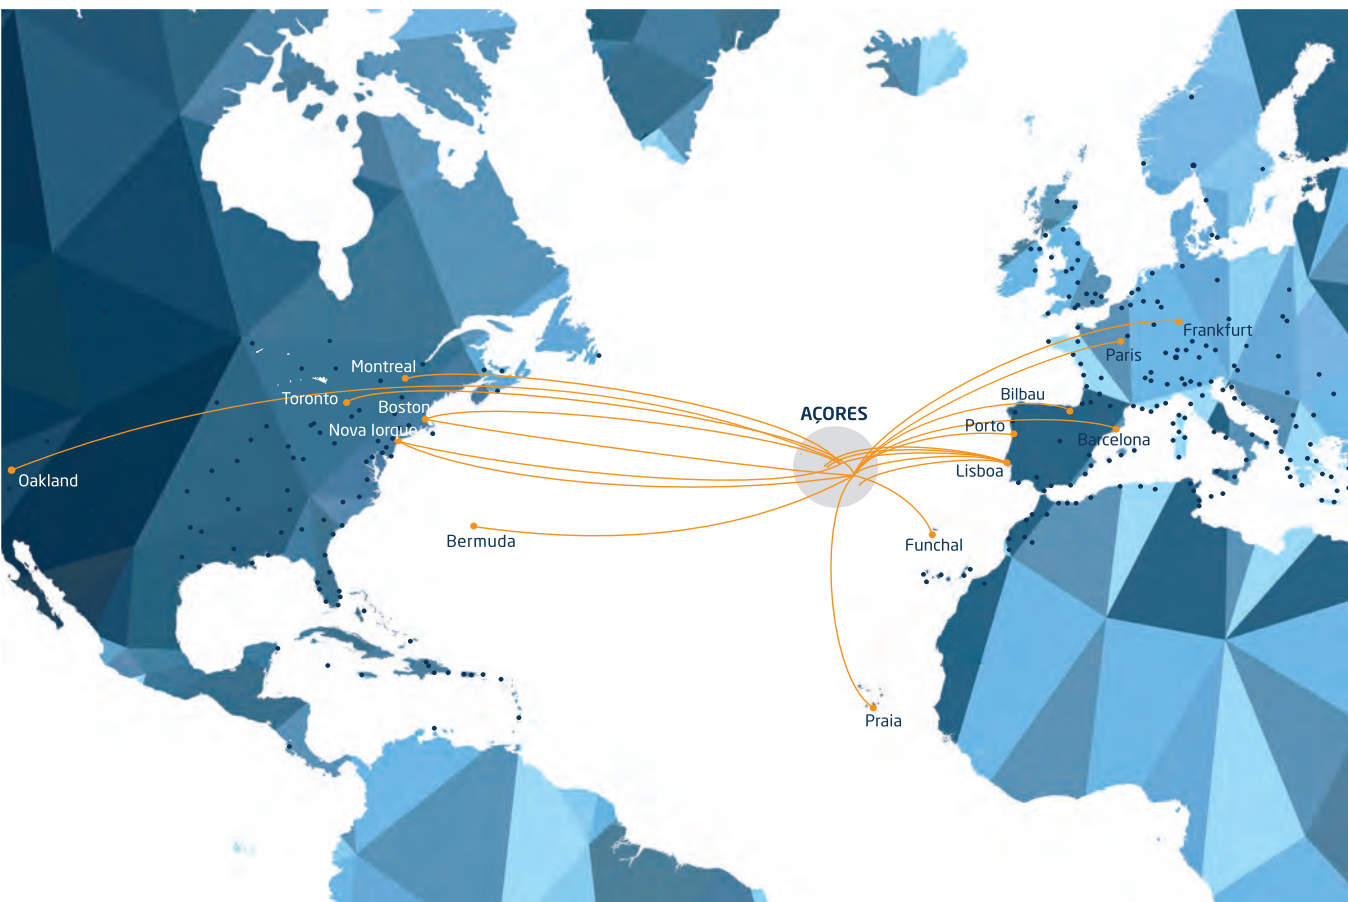 Frankfurt
Paris
Montreal
Bilbau
Toronto
Boston
AÇORES
Porto
Nova Iorque
Barcelona
Lisboa
Oakland
Bermuda
Funchal
Praia